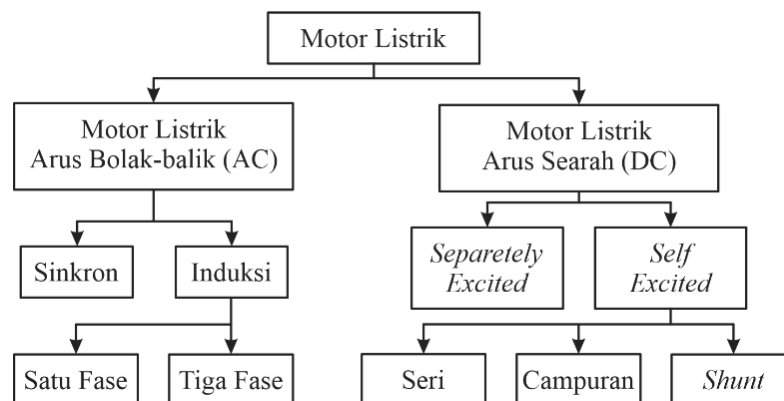 Motor Listrik
Motor Listrik
Arus Bolak-balik (AC)
Motor Listrik
Arus Searah (DC)
Sinkron
Induksi
Separetely
Excited
Self
Excited
Satu Fase
Tiga Fase
Seri
Campuran
Shunt